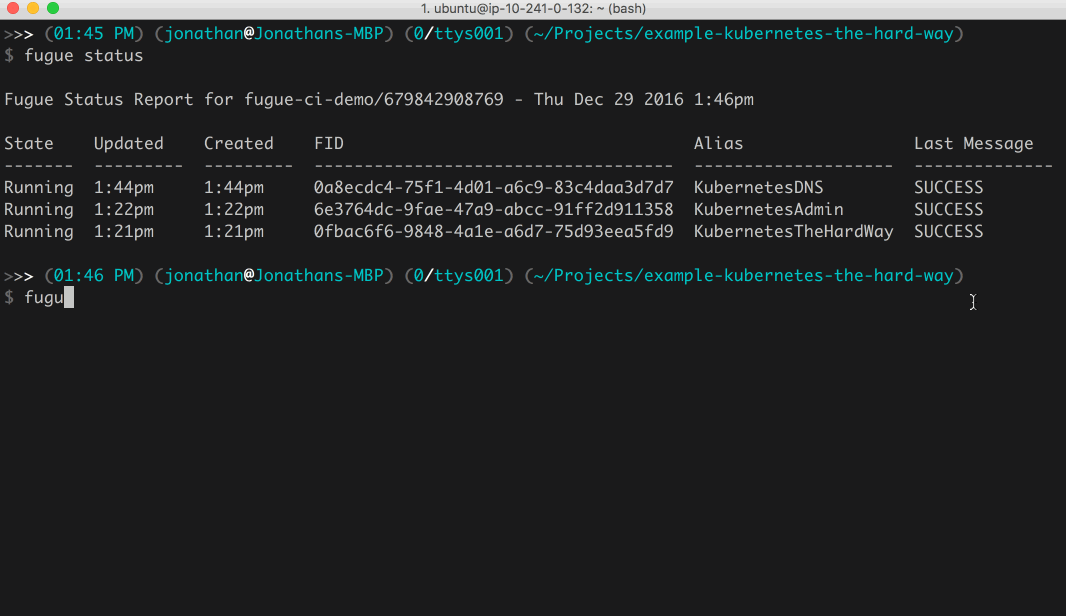 1. ubuntu@ip-10-241-0-132: ~ (bash)
>>> (01:45 PM) (jonathan@Jonathans-MBP) (0/ttys001) (~/Projects/example-kubernetes-the-hard-way)
$ fugue status
Fugue Status Report for fugue-ci-demo/679842908769 - Thu Dec 29 2016 1:46pm
State    Updated    Created    FID                                   Alias                 Last Message
-------  ---------  ---------  ------------------------------------  --------------------  --------------
Running  1:44pm     1:44pm     0a8ecdc4-75f1-4d01-a6c9-83c4daa3d7d7  KubernetesDNS         SUCCESS
Running  1:22pm     1:22pm     6e3764dc-9fae-47a9-abcc-91ff2d911358  KubernetesAdmin       SUCCESS
Running  1:21pm     1:21pm     0fbac6f6-9848-4a1e-a6d7-75d93eea5fd9  KubernetesTheHardWay  SUCCESS
>>> (01:46 PM) (jonathan@Jonathans-MBP) (0/ttys001) (~/Projects/example-kubernetes-the-hard-way)
$ fugu